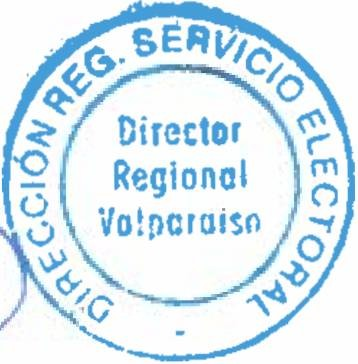 DIRECCIÓN REG. SERVICIO ELECTORAL
Director
Regional
Valparaiso